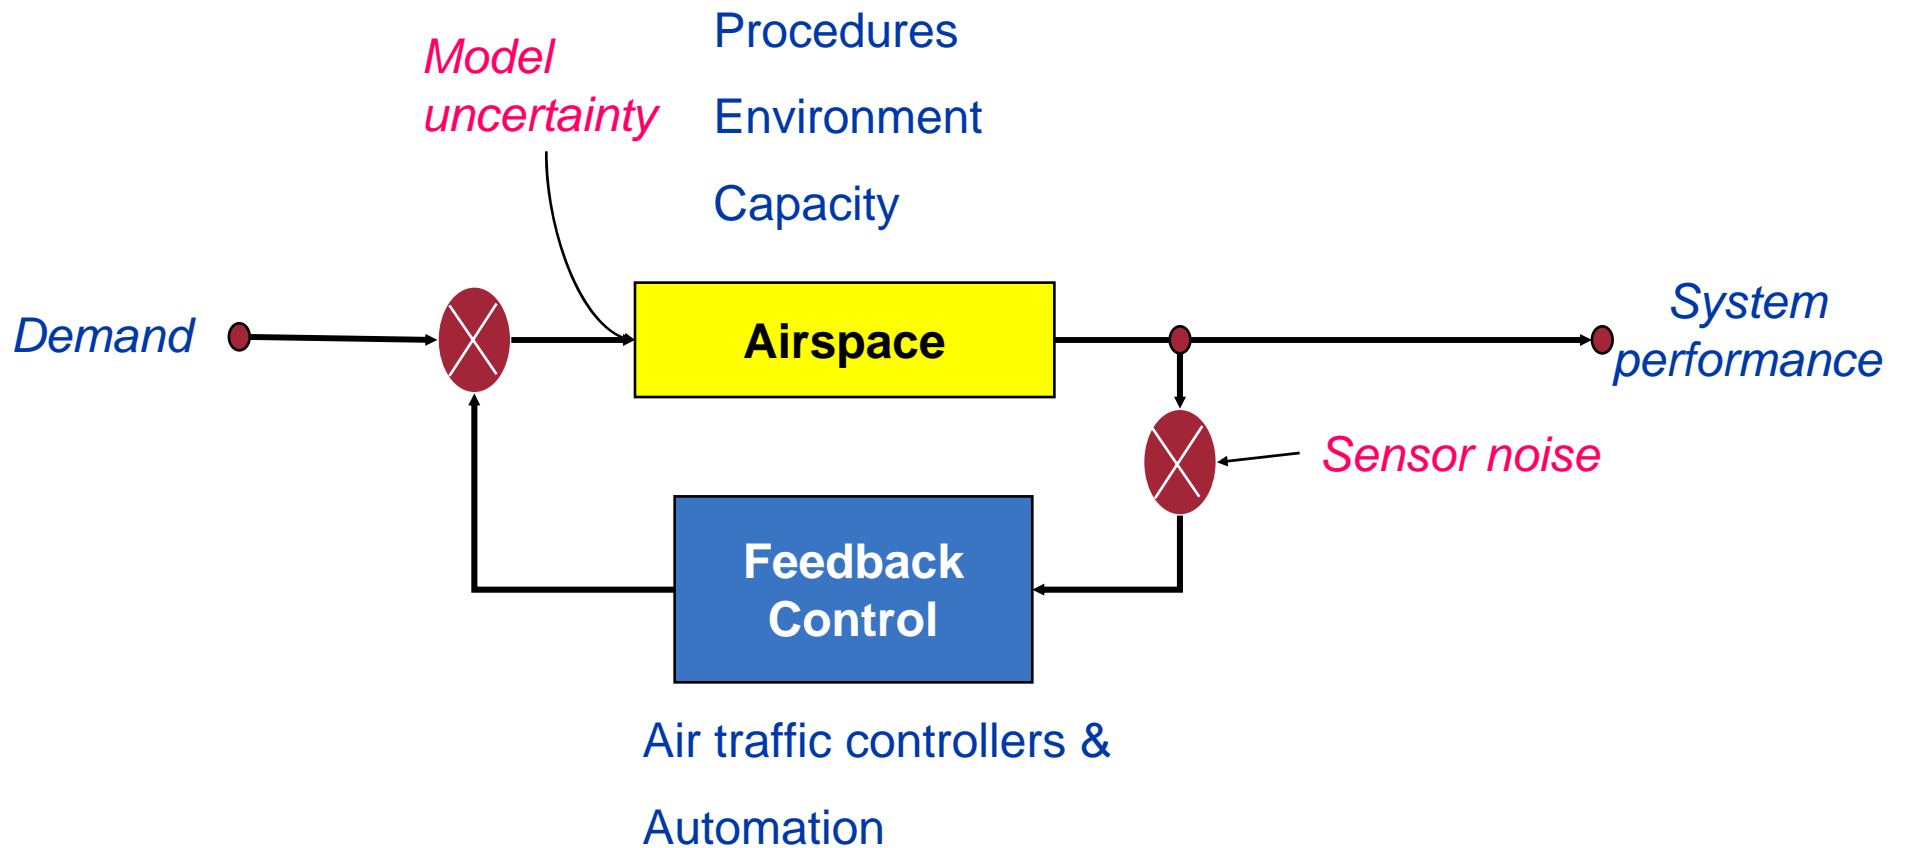 Procedures
Model
uncertainty
Environment
Capacity
Demand
Airspace
System
performance
Sensor noise
Feedback
Control
Air traffic controllers &
Automation